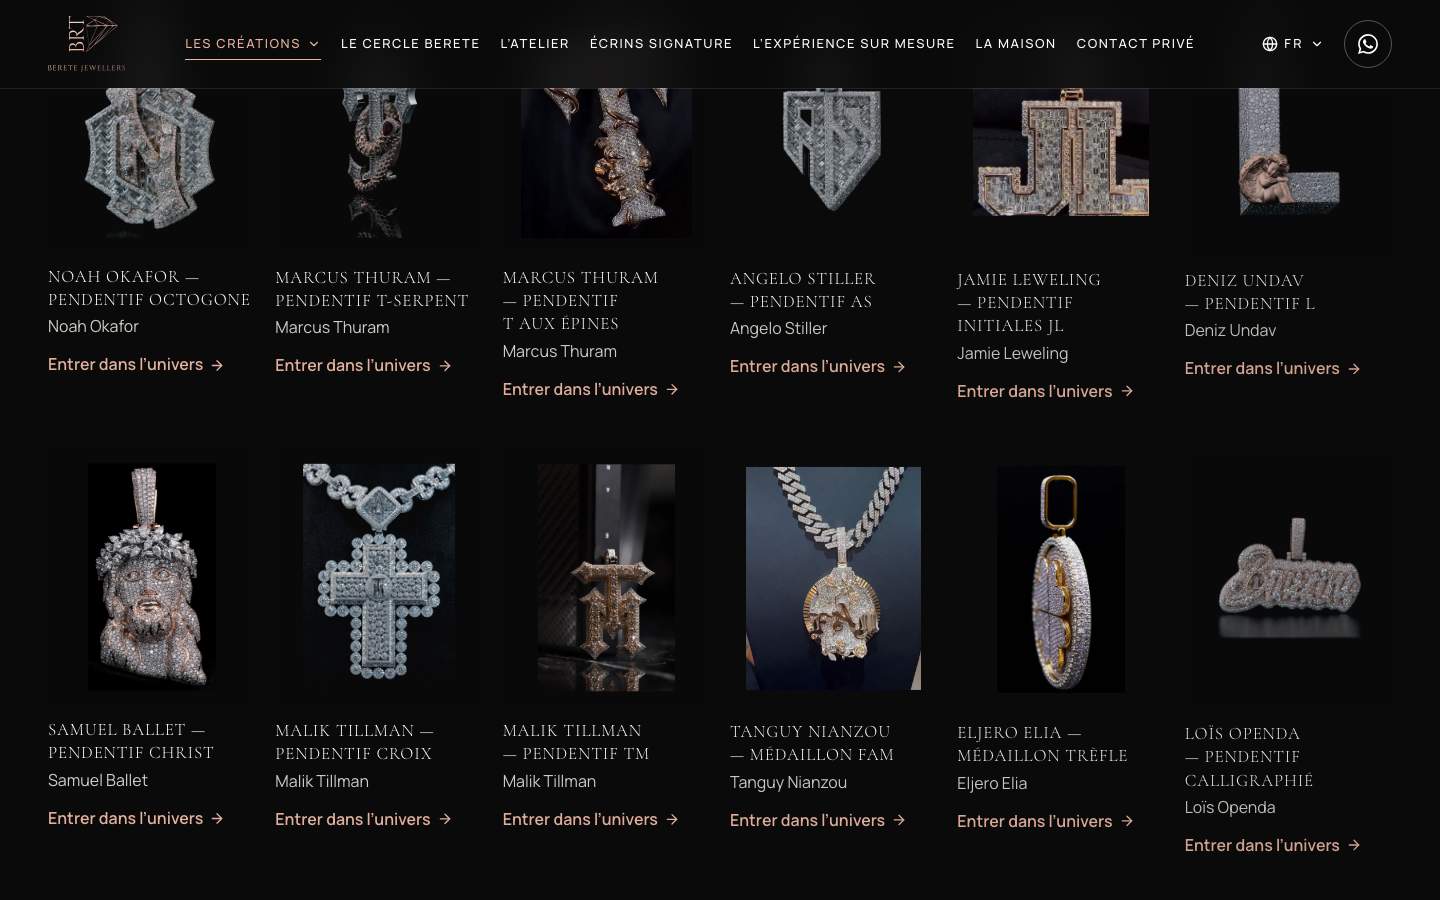 BRT
BERETE JEWELLERS
LES CRÉATIONS
LE CERCLE BERETE
L'ATELIER
ÉCRINS SIGNATURE
L'EXPÉRIENCE SUR MESURE
LA MAISON
CONTACT PRIVÉ
FR
NOAH OKAFOR —
PENDENTIF OCTOGONE
Noah Okafor
Entrer dans l'univers →
MARCUS THURAM —
PENDENTIF T-SERPENT
Marcus Thuram
Entrer dans l'univers →
MARCUS THURAM
— PENDENTIF
T AUX ÉPINES
Marcus Thuram
Entrer dans l'univers →
ANGELO STILLER
— PENDENTIF AS
Angelo Stiller
Entrer dans l'univers →
JL
JAMIE LEWELING
— PENDENTIF
INITIALES JL
Jamie Leweling
Entrer dans l'univers →
L
DENIZ UNDAV
— PENDENTIF L
Deniz Undav
Entrer dans l'univers →
SAMUEL BALLET —
PENDENTIF CHRIST
Samuel Ballet
Entrer dans l'univers →
MALIK TILLMAN —
PENDENTIF CROIX
Malik Tillman
Entrer dans l'univers →
TM
MALIK TILLMAN
— PENDENTIF TM
Malik Tillman
Entrer dans l'univers →
TANGUY NIANZOU
— MÉDAILLON FAM
Tanguy Nianzou
Entrer dans l'univers →
ELJERO ELIA —
MÉDAILLON TRÈFLE
Eljero Elia
Entrer dans l'univers →
LOÏS OPENDA
— PENDENTIF
CALLIGRAPHIÉ
Loïs Openda
Entrer dans l'univers →